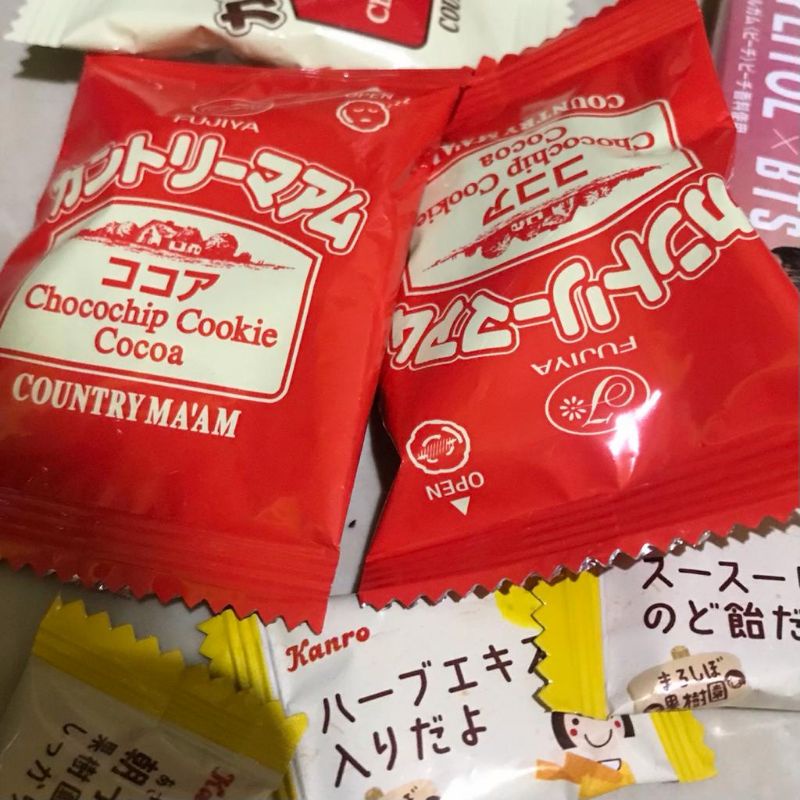 OPEN
FUJIYA
カントリーマアム
ココア
Chocochip Cookie
Cocoa
COUNTRY MA'AM
COUNTRY MA'AM
Chocochip Cookie
Cocoa
ココア
カントリーマアム
FUJIYA
OPEN
× BTS
Kanro
ハーブエキス
入りだよ
スースー
のど飴だ
まるしぼ
果樹園
Kanro